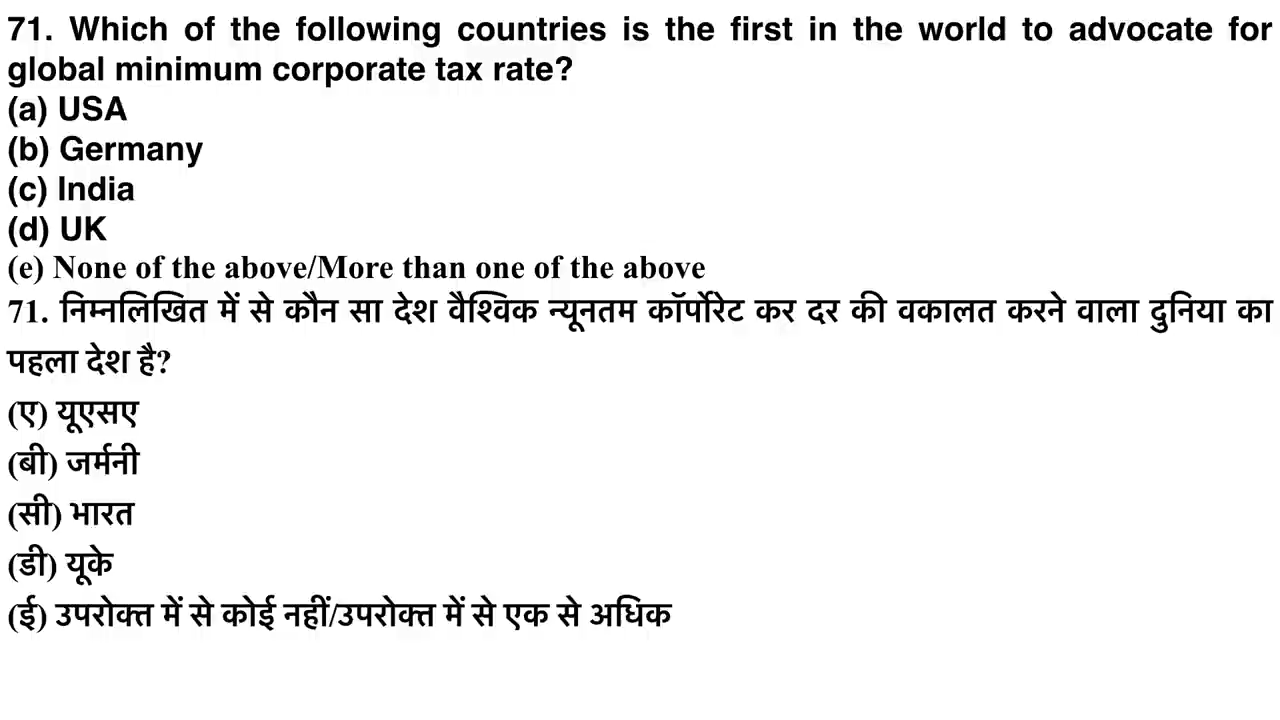 71. Which of the following countries is the first in the world to advocate for
global minimum corporate tax rate?
(a) USA
(b) Germany
(c) India
(d) UK
(e) None of the above/More than one of the above
71. निम्नलिखित में से कौन सा देश वैश्विक न्यूनतम कॉर्पोरेट कर दर की वकालत करने वाला दुनिया का
पहला देश है?
(ए) यूएसए
(बी) जर्मनी
(सी) भारत
(डी) यूके
(ई) उपरोक्त में से कोई नहीं/उपरोक्त में से एक से अधिक